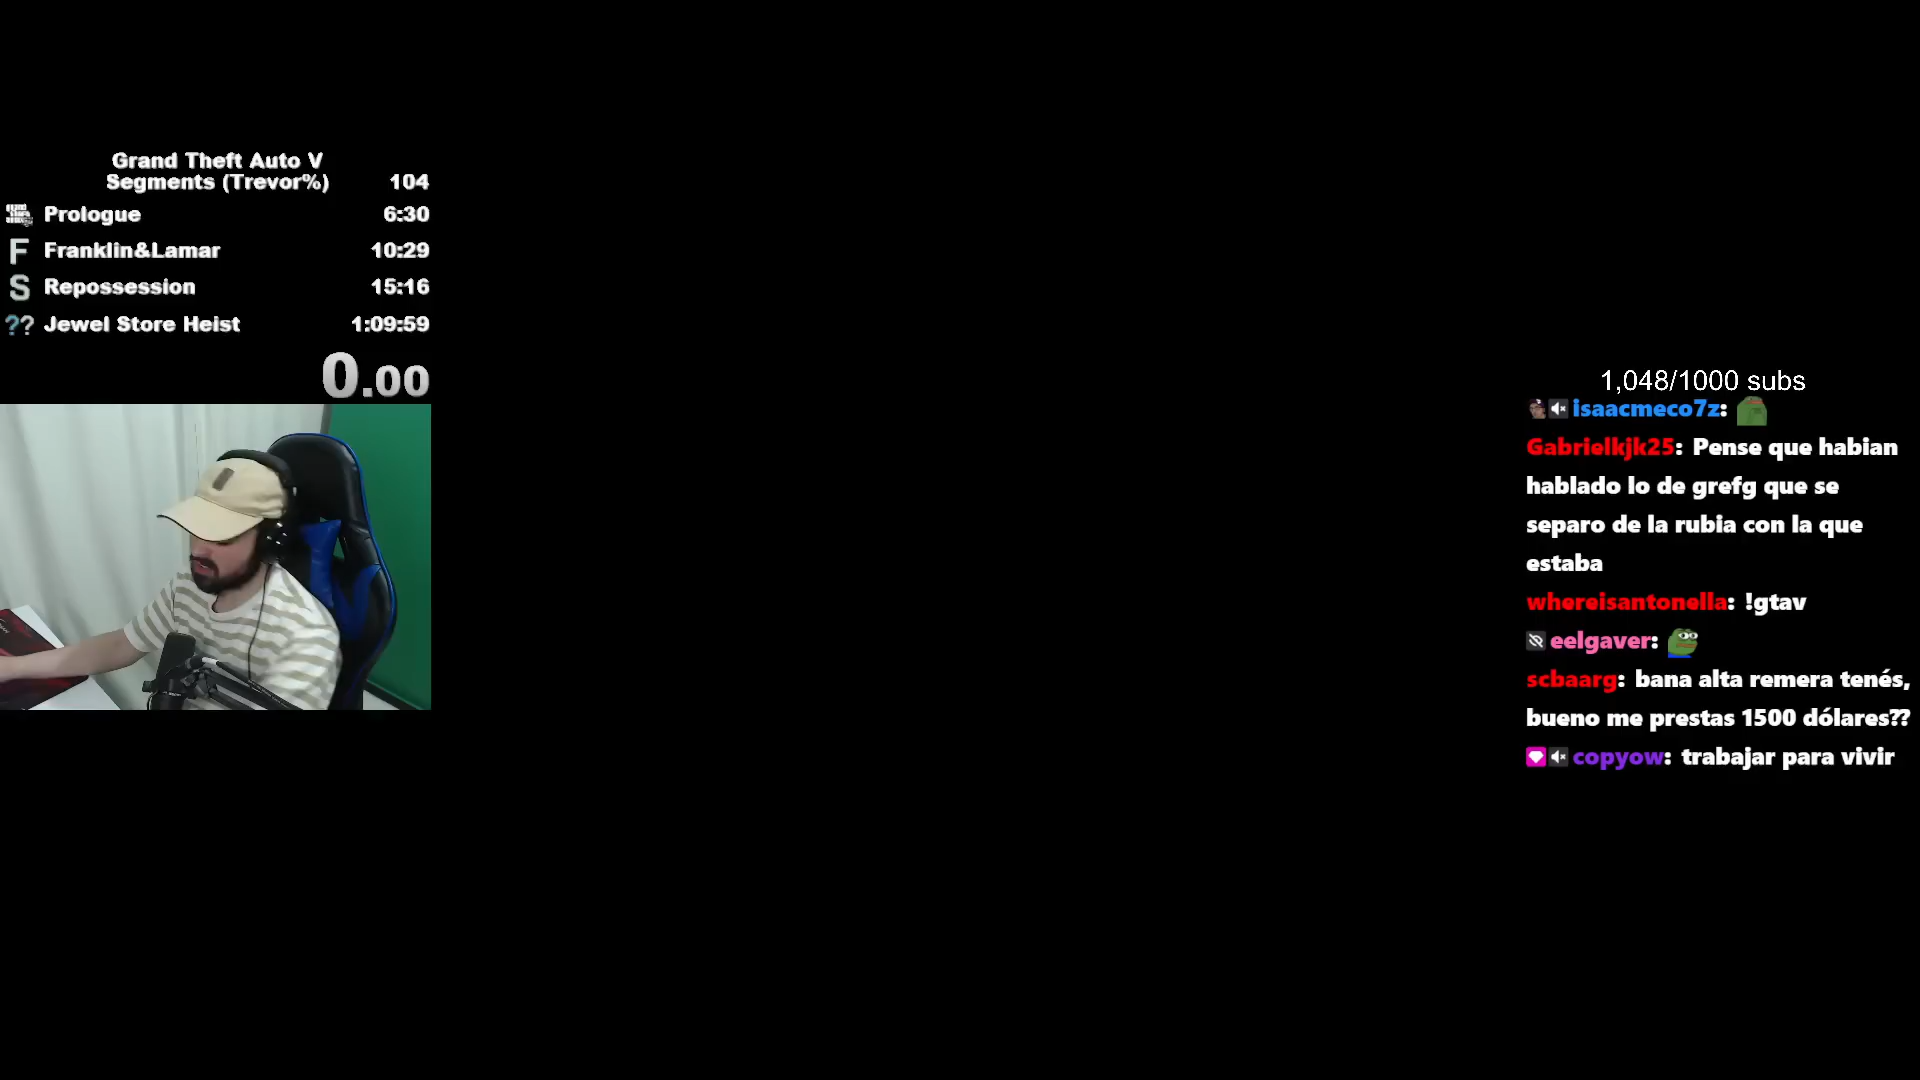 Grand Theft Auto V
Segments (Trevor%) 104
Prologue 6:30
F Franklin&Lamar 10:29
S Repossession 15:16
?? Jewel Store Heist 1:09:59
0.00
1,048/1000 subs
isaacmeco7z:
Gabrielkjk25: Pense que habian
hablado lo de grefg que se
separo de la rubia con la que
estaba
whereisantonella: !gtav
eelgaver:
scbaarg: bana alta remera tenés,
bueno me prestas 1500 dólares??
copyow: trabajar para vivir